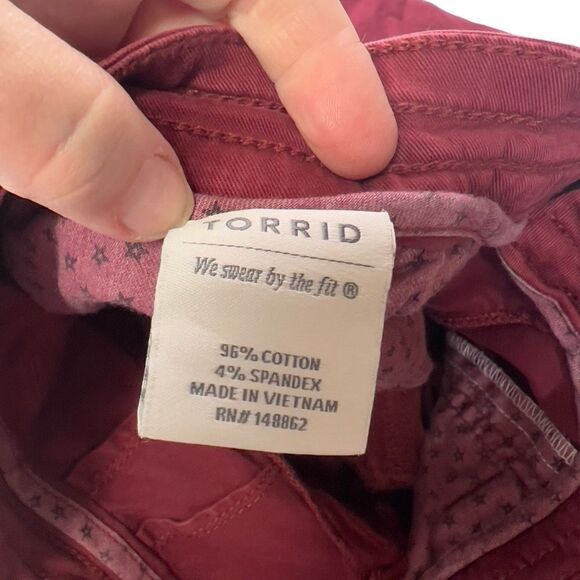 TORRID
We swear by the fit ®
96% COTTON
4% SPANDEX
MADE IN VIETNAM
RN# 148862